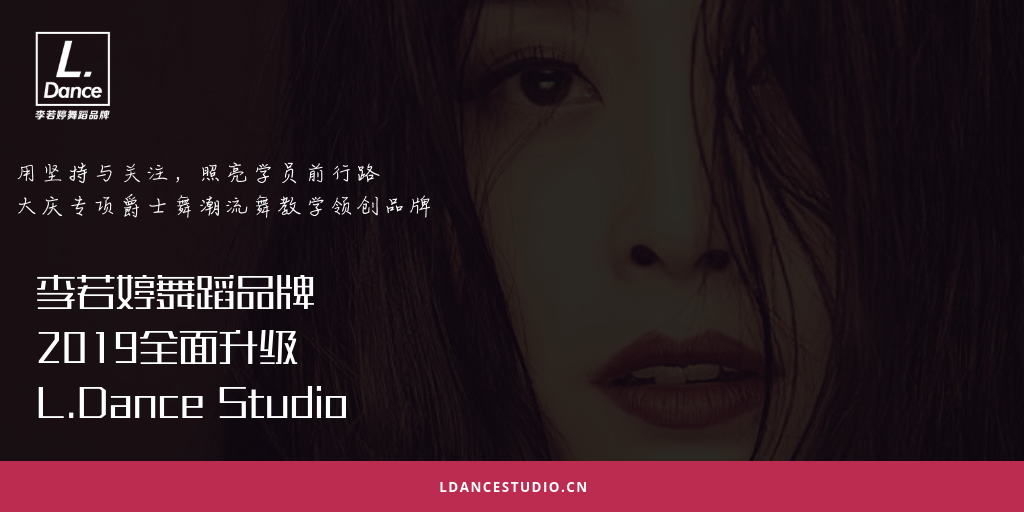 L.
Dance
李若婷舞蹈品牌
用坚持与关注，照亮学员前行路
大庆专项爵士舞潮流舞教学领创品牌
李若婷舞蹈品牌
2019全面升级
L.Dance Studio
LDANCESTUDIO.CN